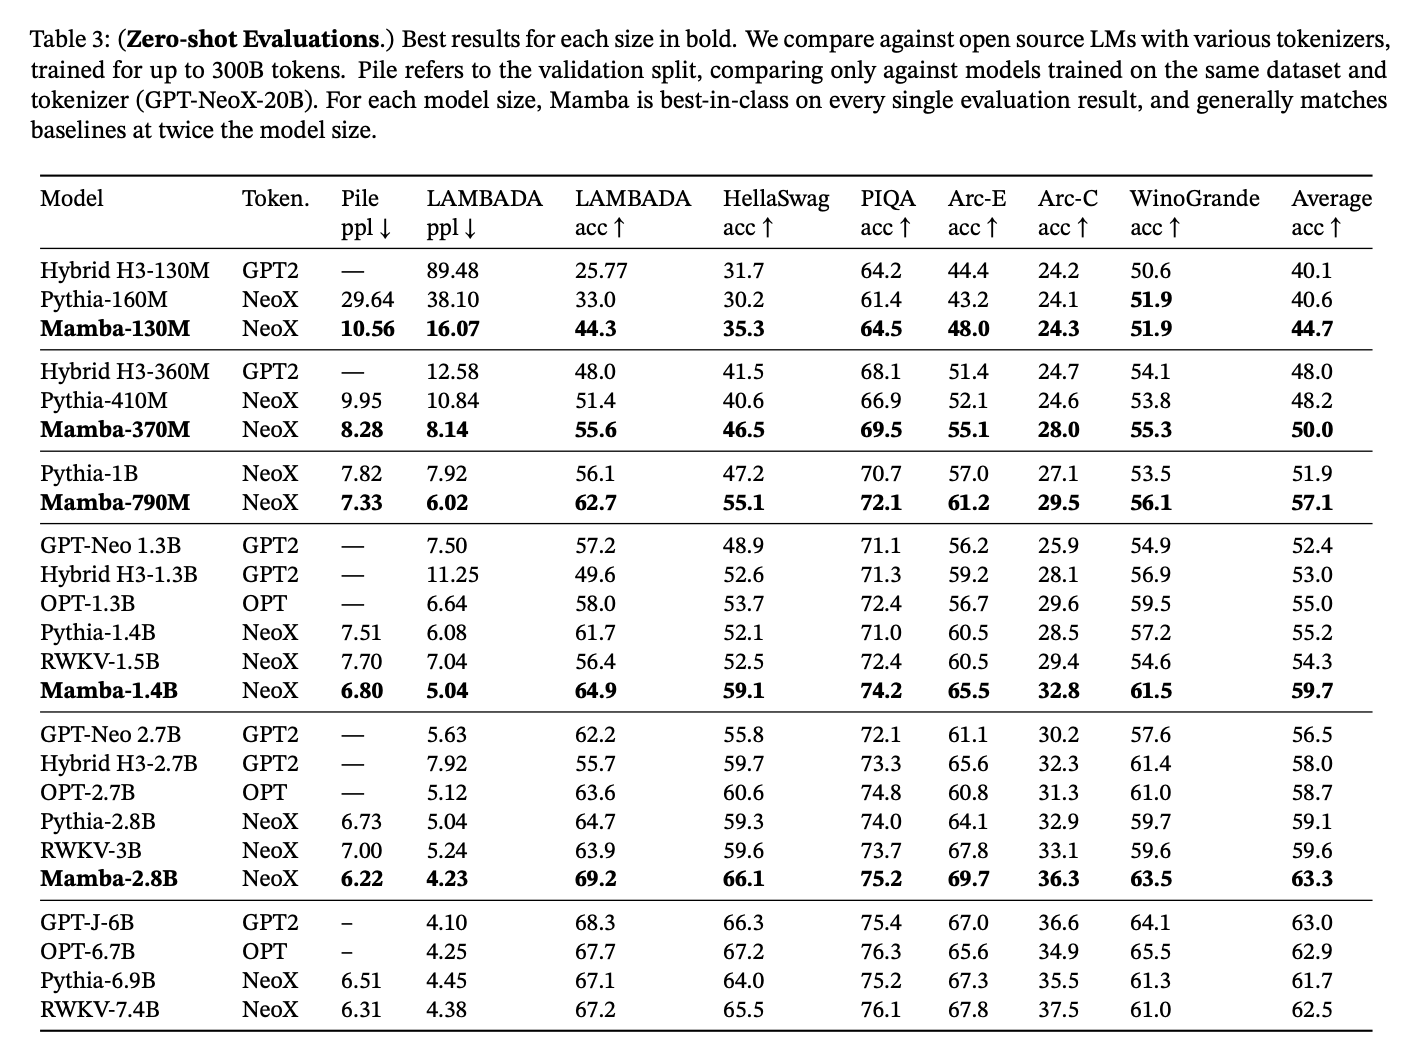 Table 3: (Zero-shot Evaluations.) Best results for each size in bold. We compare against open source LMs with various tokenizers,
trained for up to 300B tokens. Pile refers to the validation split, comparing only against models trained on the same dataset and
tokenizer (GPT-NeoX-20B). For each model size, Mamba is best-in-class on every single evaluation result, and generally matches
baselines at twice the model size.
Model Token. Pile LAMBADA LAMBADA HellaSwag PIQA Arc-E Arc-C WinoGrande Average
ppl ↓ ppl ↓ acc ↑ acc ↑ acc ↑ acc ↑ acc ↑ acc ↑ acc ↑
Hybrid H3-130M GPT2 — 89.48 25.77 31.7 64.2 44.4 24.2 50.6 40.1
Pythia-160M NeoX 29.64 38.10 33.0 30.2 61.4 43.2 24.1 51.9 40.6
Mamba-130M NeoX 10.56 16.07 44.3 35.3 64.5 48.0 24.3 51.9 44.7
Hybrid H3-360M GPT2 — 12.58 48.0 41.5 68.1 51.4 24.7 54.1 48.0
Pythia-410M NeoX 9.95 10.84 51.4 40.6 66.9 52.1 24.6 53.8 48.2
Mamba-370M NeoX 8.28 8.14 55.6 46.5 69.5 55.1 28.0 55.3 50.0
Pythia-1B NeoX 7.82 7.92 56.1 47.2 70.7 57.0 27.1 53.5 51.9
Mamba-790M NeoX 7.33 6.02 62.7 55.1 72.1 61.2 29.5 56.1 57.1
GPT-Neo 1.3B GPT2 — 7.50 57.2 48.9 71.1 56.2 25.9 54.9 52.4
Hybrid H3-1.3B GPT2 — 11.25 49.6 52.6 71.3 59.2 28.1 56.9 53.0
OPT-1.3B OPT — 6.64 58.0 53.7 72.4 56.7 29.6 59.5 55.0
Pythia-1.4B NeoX 7.51 6.08 61.7 52.1 71.0 60.5 28.5 57.2 55.2
RWKV-1.5B NeoX 7.70 7.04 56.4 52.5 72.4 60.5 29.4 54.6 54.3
Mamba-1.4B NeoX 6.80 5.04 64.9 59.1 74.2 65.5 32.8 61.5 59.7
GPT-Neo 2.7B GPT2 — 5.63 62.2 55.8 72.1 61.1 30.2 57.6 56.5
Hybrid H3-2.7B GPT2 — 7.92 55.7 59.7 73.3 65.6 32.3 61.4 58.0
OPT-2.7B OPT — 5.12 63.6 60.6 74.8 60.8 31.3 61.0 58.7
Pythia-2.8B NeoX 6.73 5.04 64.7 59.3 74.0 64.1 32.9 59.7 59.1
RWKV-3B NeoX 7.00 5.24 63.9 59.6 73.7 67.8 33.1 59.6 59.6
Mamba-2.8B NeoX 6.22 4.23 69.2 66.1 75.2 69.7 36.3 63.5 63.3
GPT-J-6B GPT2 – 4.10 68.3 66.3 75.4 67.0 36.6 64.1 63.0
OPT-6.7B OPT – 4.25 67.7 67.2 76.3 65.6 34.9 65.5 62.9
Pythia-6.9B NeoX 6.51 4.45 67.1 64.0 75.2 67.3 35.5 61.3 61.7
RWKV-7.4B NeoX 6.31 4.38 67.2 65.5 76.1 67.8 37.5 61.0 62.5